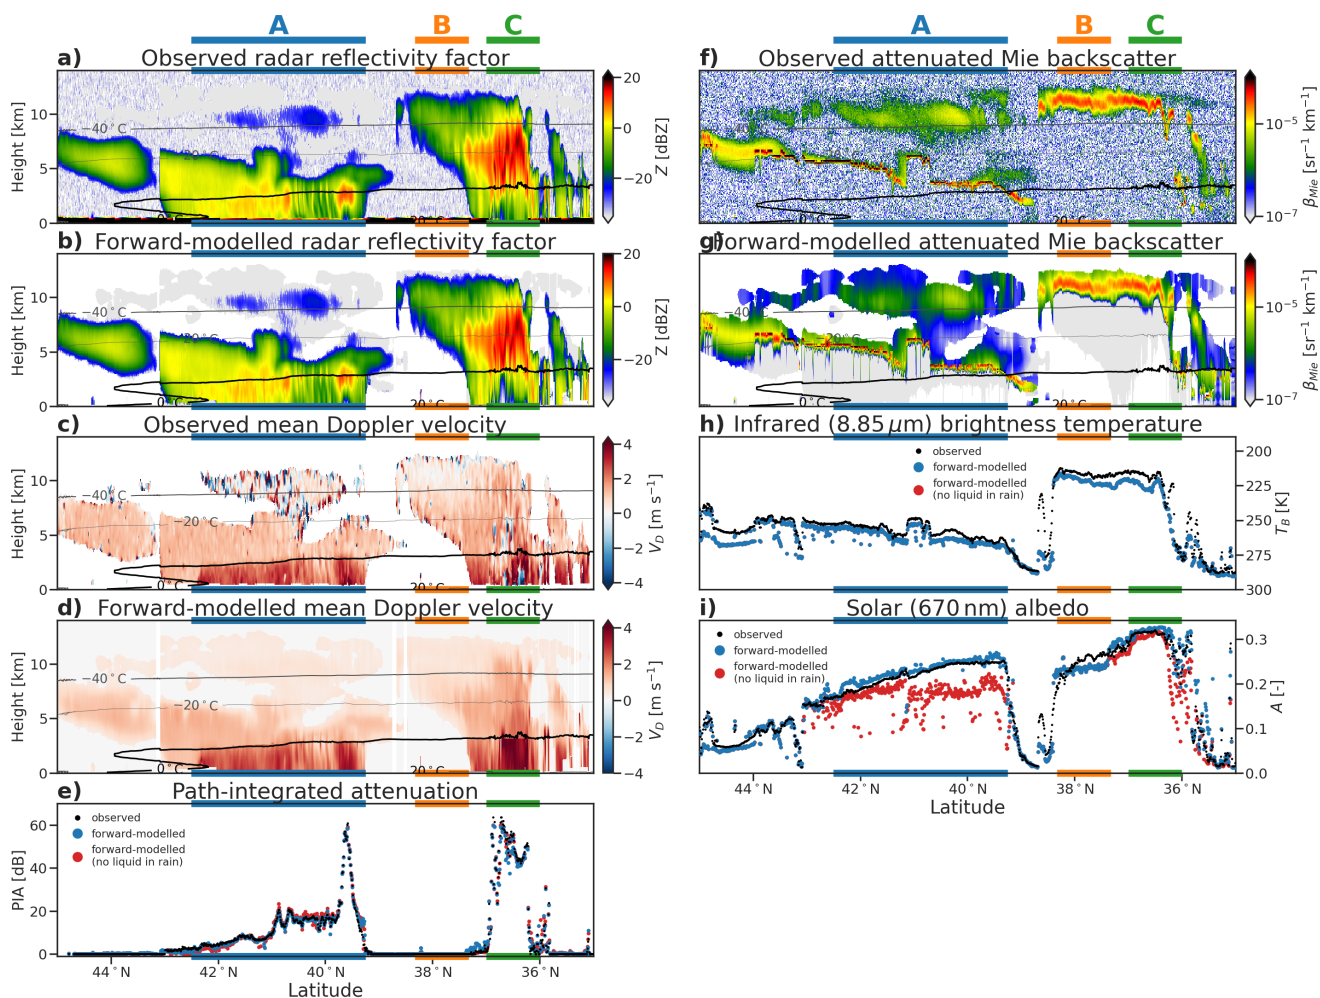 A
B
C
a) Observed radar reflectivity factor
Height [km]
10
5
0
−40°C
−20°C
20
0
−20
Z [dBZ]
b) Forward-modelled radar reflectivity factor
Height [km]
10
5
0
−40°C
−20°C
0°C
20°C
20
0
−20
Z [dBZ]
c) Observed mean Doppler velocity
Height [km]
10
5
0
−40°C
−20°C
0°C
20°C
4
2
0
−2
−4
V_D [m s⁻¹]
d) Forward-modelled mean Doppler velocity
Height [km]
10
5
0
−40°C
−20°C
0°C
20°C
4
2
0
−2
−4
V_D [m s⁻¹]
e) Path-integrated attenuation
PIA [dB]
60
40
20
0
observed
forward-modelled
forward-modelled
(no liquid in rain)
44°N
42°N
40°N
38°N
36°N
Latitude
A
B
C
f) Observed attenuated Mie backscatter
−40
0°C
20°C
10⁻⁵
10⁻⁷
β_Mie [sr⁻¹ km⁻¹]
g) Forward-modelled attenuated Mie backscatter
−40
−20°C
0°C
20°C
10⁻⁵
10⁻⁷
β_Mie [sr⁻¹ km⁻¹]
h) Infrared (8.85 μm) brightness temperature
observed
forward-modelled
forward-modelled
(no liquid in rain)
200
225
250
275
300
T_B [K]
i) Solar (670 nm) albedo
observed
forward-modelled
forward-modelled
(no liquid in rain)
0.3
0.2
0.1
0.0
A [-]
44°N
42°N
40°N
38°N
36°N
Latitude